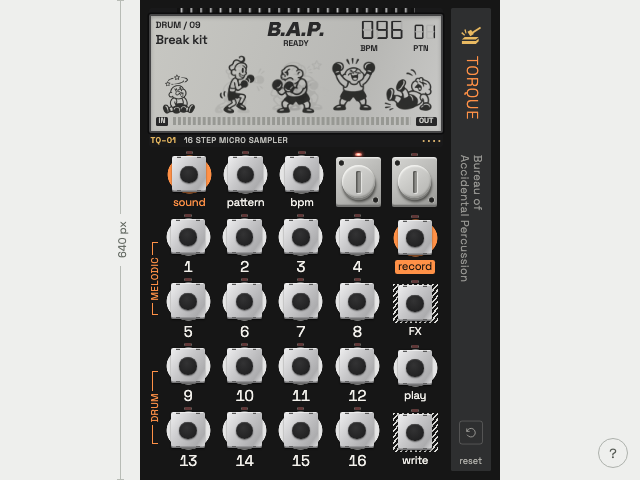 DRUM / 09
Break kit
B.A.P.
READY
096
BPM
01
PTN
IN
OUT
TQ-01 16 STEP MICRO SAMPLER
sound
pattern
bpm
1
2
3
4
record
MELODIC
5
6
7
8
FX
9
10
11
12
play
DRUM
13
14
15
16
write
TORQUE
Bureau of
Accidental Percussion
reset
640 px
?